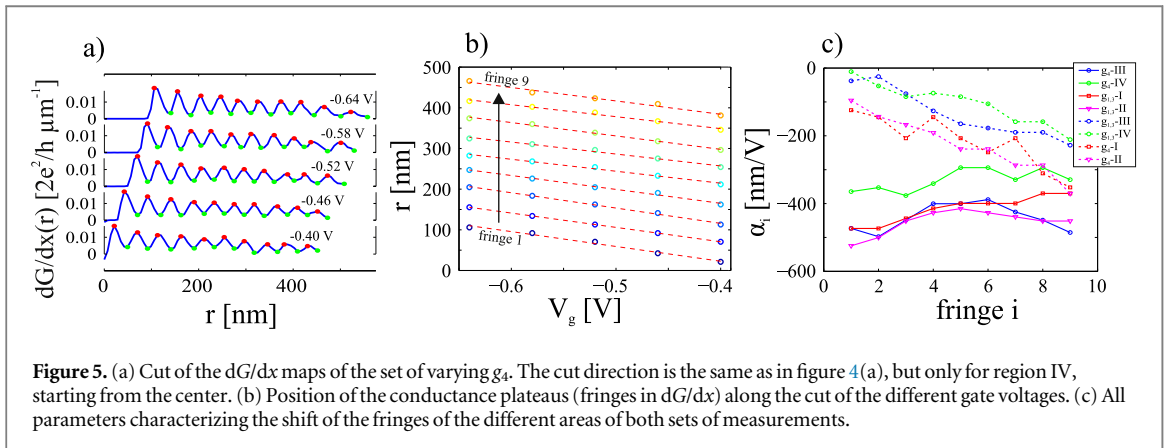 a)
dG/dx(r) [2e²/h μm⁻¹]
0.01
0
0.01
0
0.01
0
0.01
0
0.01
0
-0.64 V
-0.58 V
-0.52 V
-0.46 V
-0.40 V
0 200 400
r [nm]
b)
r [nm]
500
450
400
350
300
250
200
150
100
50
0
fringe 9
fringe 1
−0.6 −0.5 −0.4
V_g [V]
c)
α_i [nm/V]
0
−200
−400
−600
g₄-III
g₄-IV
g₁,₃-I
g₁,₃-II
g₁,₃-III
g₁,₃-IV
g₄-I
g₄-II
0 2 4 6 8 10
fringe i
Figure 5. (a) Cut of the dG/dx maps of the set of varying g₄. The cut direction is the same as in figure 4(a), but only for region IV,
starting from the center. (b) Position of the conductance plateaus (fringes in dG/dx) along the cut of the different gate voltages. (c) All
parameters characterizing the shift of the fringes of the different areas of both sets of measurements.